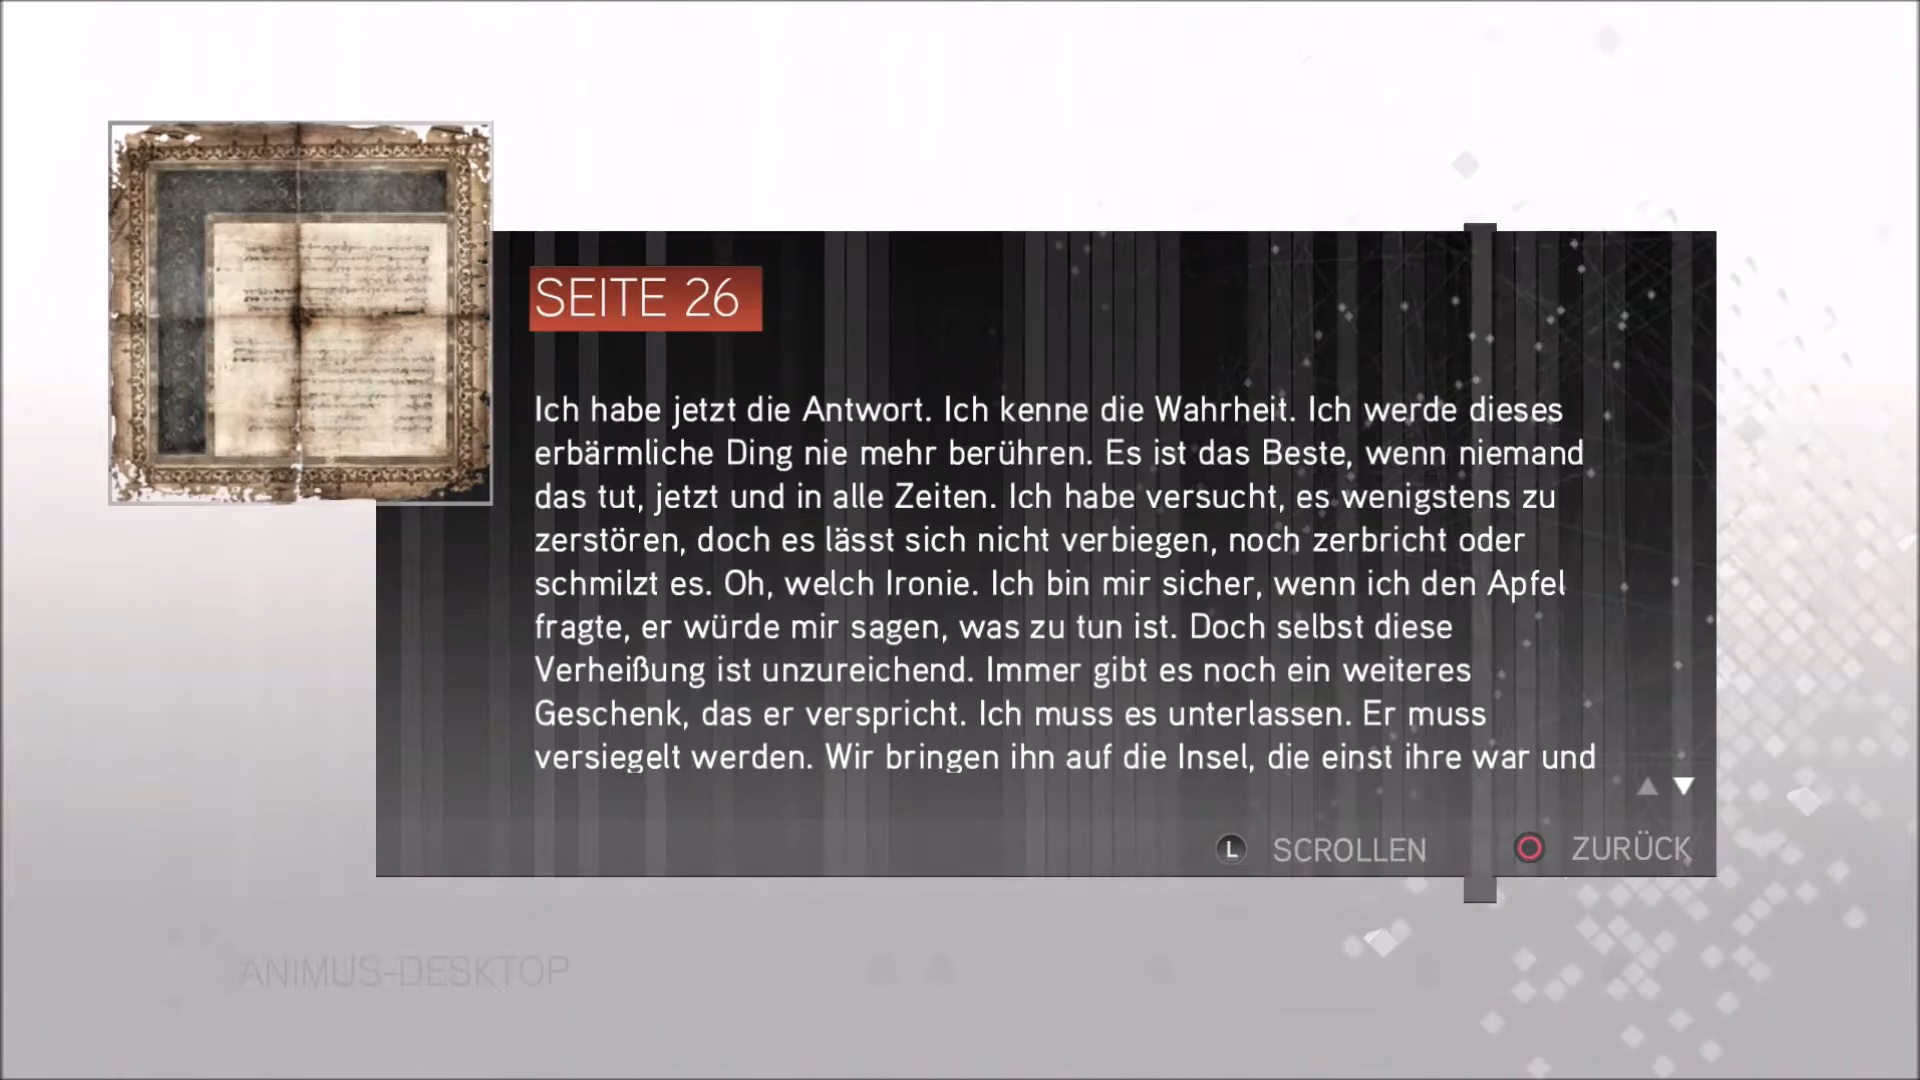 SEITE 26
Ich habe jetzt die Antwort. Ich kenne die Wahrheit. Ich werde dieses
erbärmliche Ding nie mehr berühren. Es ist das Beste, wenn niemand
das tut, jetzt und in alle Zeiten. Ich habe versucht, es wenigstens zu
zerstören, doch es lässt sich nicht verbiegen, noch zerbricht oder
schmilzt es. Oh, welch Ironie. Ich bin mir sicher, wenn ich den Apfel
fragte, er würde mir sagen, was zu tun ist. Doch selbst diese
Verheißung ist unzureichend. Immer gibt es noch ein weiteres
Geschenk, das er verspricht. Ich muss es unterlassen. Er muss
versiegelt werden. Wir bringen ihn auf die Insel, die einst ihre war und
L SCROLLEN ZURÜCK
ANIMUS-DESKTOP